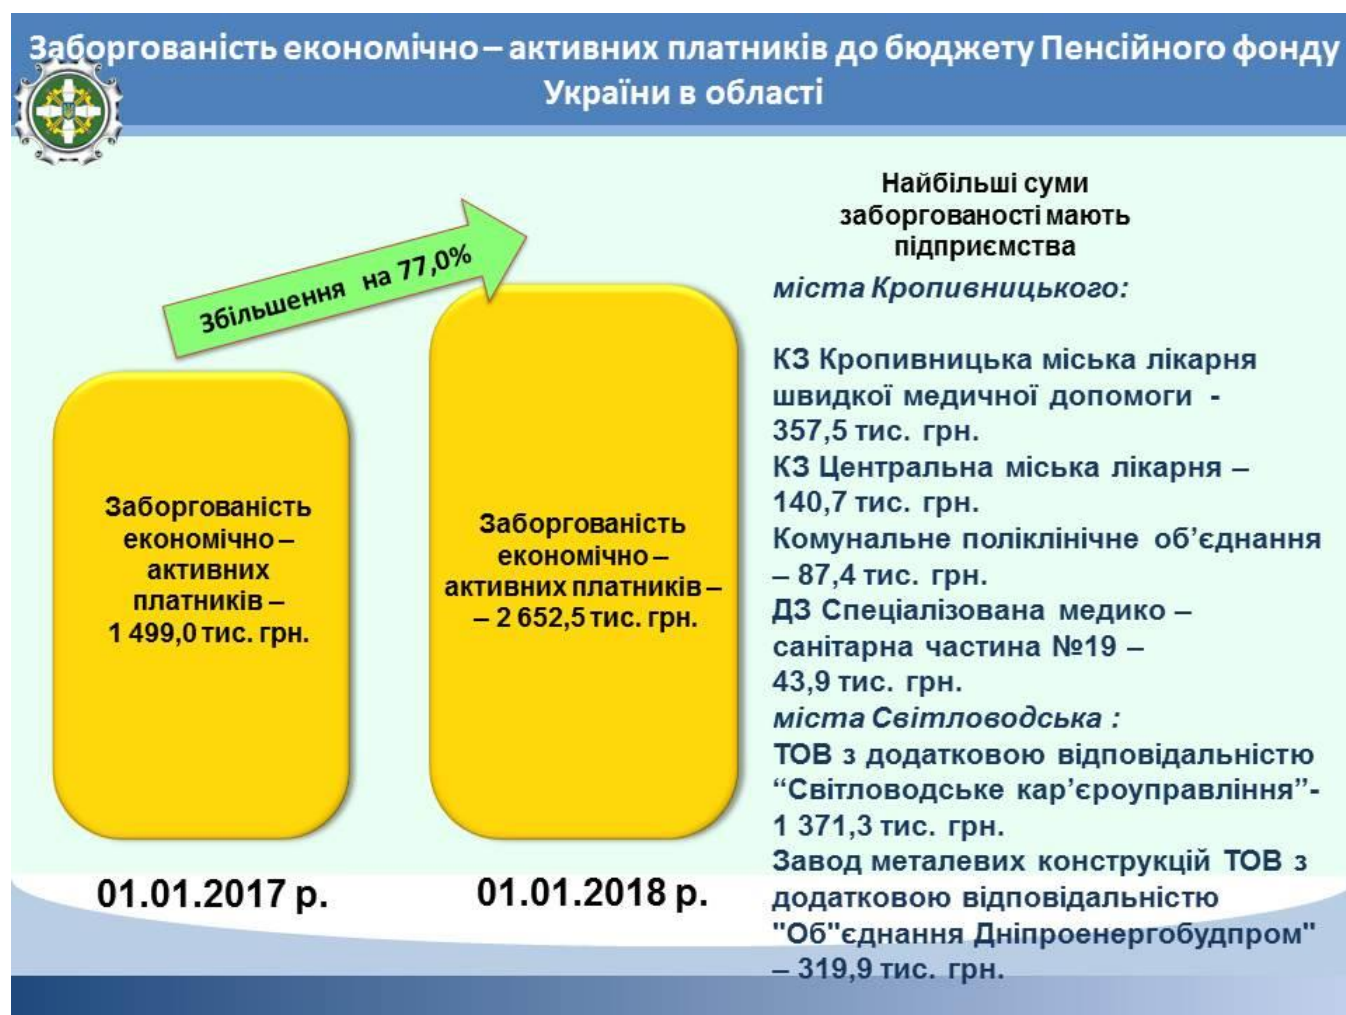 Заборгованість економічно – активних платників до бюджету Пенсійного фонду
України в області
Збільшення на 77,0%
Заборгованість
економічно –
активних
платників –
1 499,0 тис. грн.
01.01.2017 р.
Заборгованість
економічно –
активних платників –
– 2 652,5 тис. грн.
01.01.2018 р.
Найбільші суми
заборгованості мають
підприємства
міста Кропивницького:
КЗ Кропивницька міська лікарня
швидкої медичної допомоги -
357,5 тис. грн.
КЗ Центральна міська лікарня –
140,7 тис. грн.
Комунальне поліклінічне об’єднання
– 87,4 тис. грн.
ДЗ Спеціалізована медико –
санітарна частина №19 –
43,9 тис. грн.
міста Світловодська :
ТОВ з додатковою відповідальністю
“Світловодське кар’єроуправління”-
1 371,3 тис. грн.
Завод металевих конструкцій ТОВ з
додатковою відповідальністю
"Об"єднання Дніпроенергобудпром"
– 319,9 тис. грн.